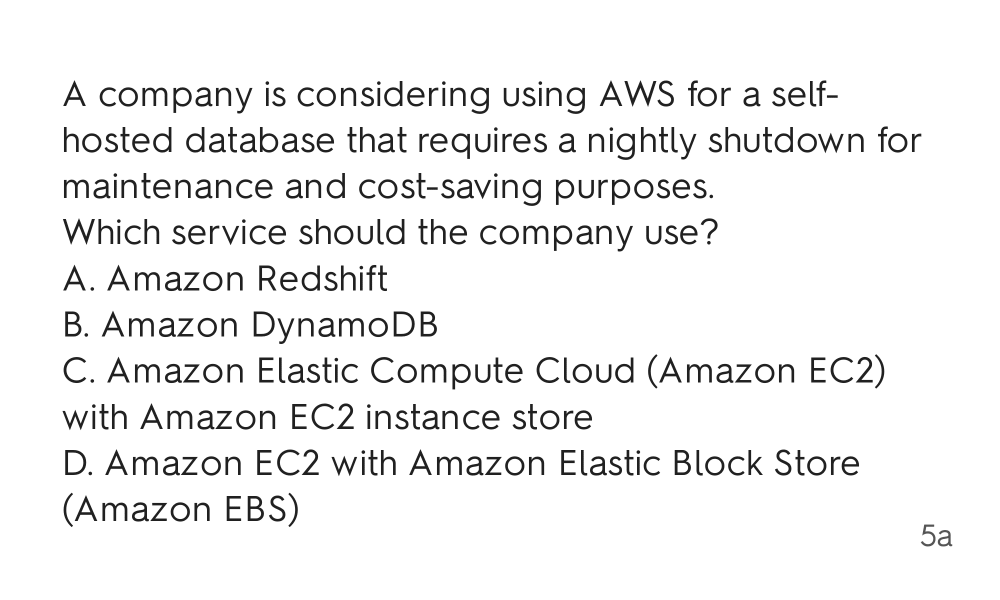 A company is considering using AWS for a self-
hosted database that requires a nightly shutdown for
maintenance and cost-saving purposes.
Which service should the company use?
A. Amazon Redshift
B. Amazon DynamoDB
C. Amazon Elastic Compute Cloud (Amazon EC2)
with Amazon EC2 instance store
D. Amazon EC2 with Amazon Elastic Block Store
(Amazon EBS)
5a